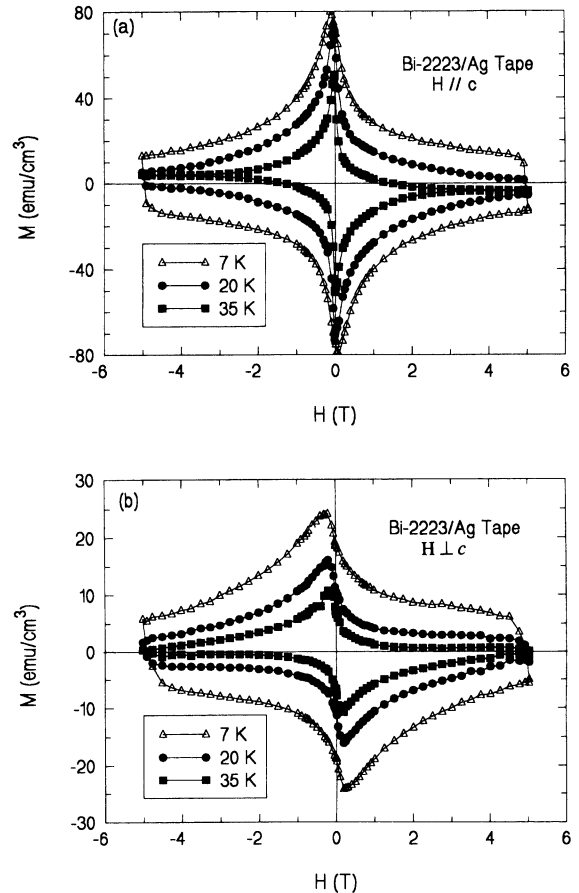 (a)
Bi-2223/Ag Tape
H // c
M (emu/cm³)
80
40
0
-40
-80
7 K
20 K
35 K
-6 -4 -2 0 2 4 6
H (T)
(b)
Bi-2223/Ag Tape
H ⊥ c
M (emu/cm³)
30
20
10
0
-10
-20
-30
7 K
20 K
35 K
-6 -4 -2 0 2 4 6
H (T)